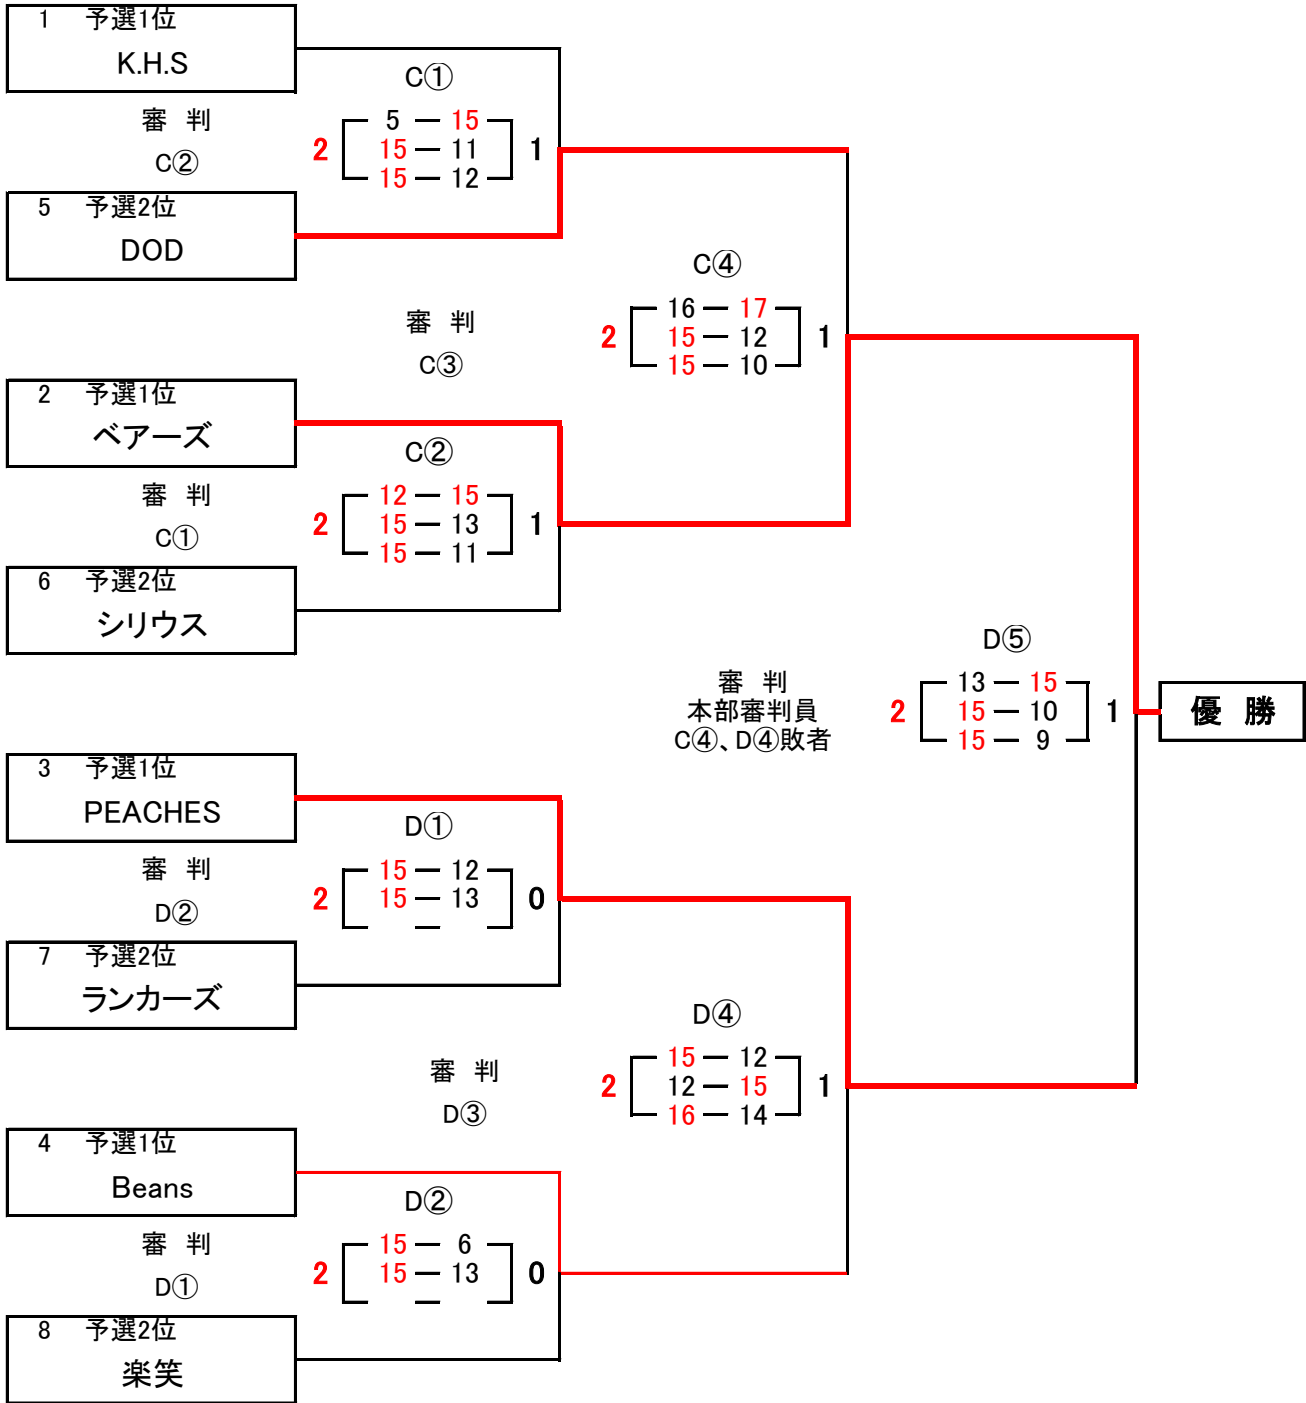 1 予選1位
K.H.S
審 判
C②
5 予選2位
DOD
C①
2 1
5 ― 15
15 ― 11
15 ― 12
審 判
C③
2 予選1位
ベアーズ
審 判
C①
6 予選2位
シリウス
C②
2 1
12 ― 15
15 ― 13
15 ― 11
C④
2 1
16 ― 17
15 ― 12
15 ― 10
3 予選1位
PEACHES
審 判
D②
7 予選2位
ランカーズ
D①
2 0
15 ― 12
15 ― 13
―
審 判
D③
4 予選1位
Beans
審 判
D①
8 予選2位
楽笑
D②
2 0
15 ― 6
15 ― 13
―
D④
2 1
15 ― 12
12 ― 15
16 ― 14
審 判
本部審判員
C④、D④敗者
D⑤
2 1
13 ― 15
15 ― 10
15 ― 9
優 勝